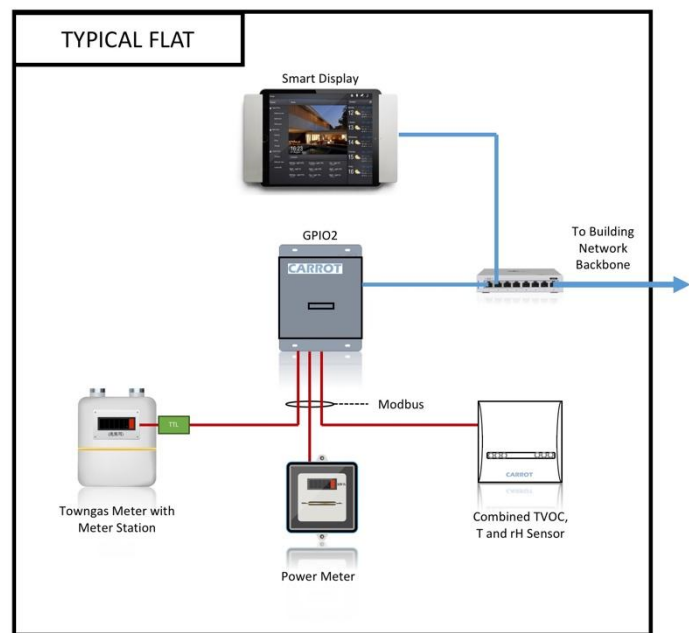 TYPICAL FLAT
Smart Display
GPIO2
CARROT
To Building
Network
Backbone
Modbus
TTL
Towngas Meter with
Meter Station
Power Meter
CARROT
Combined TVOC,
T and rH Sensor